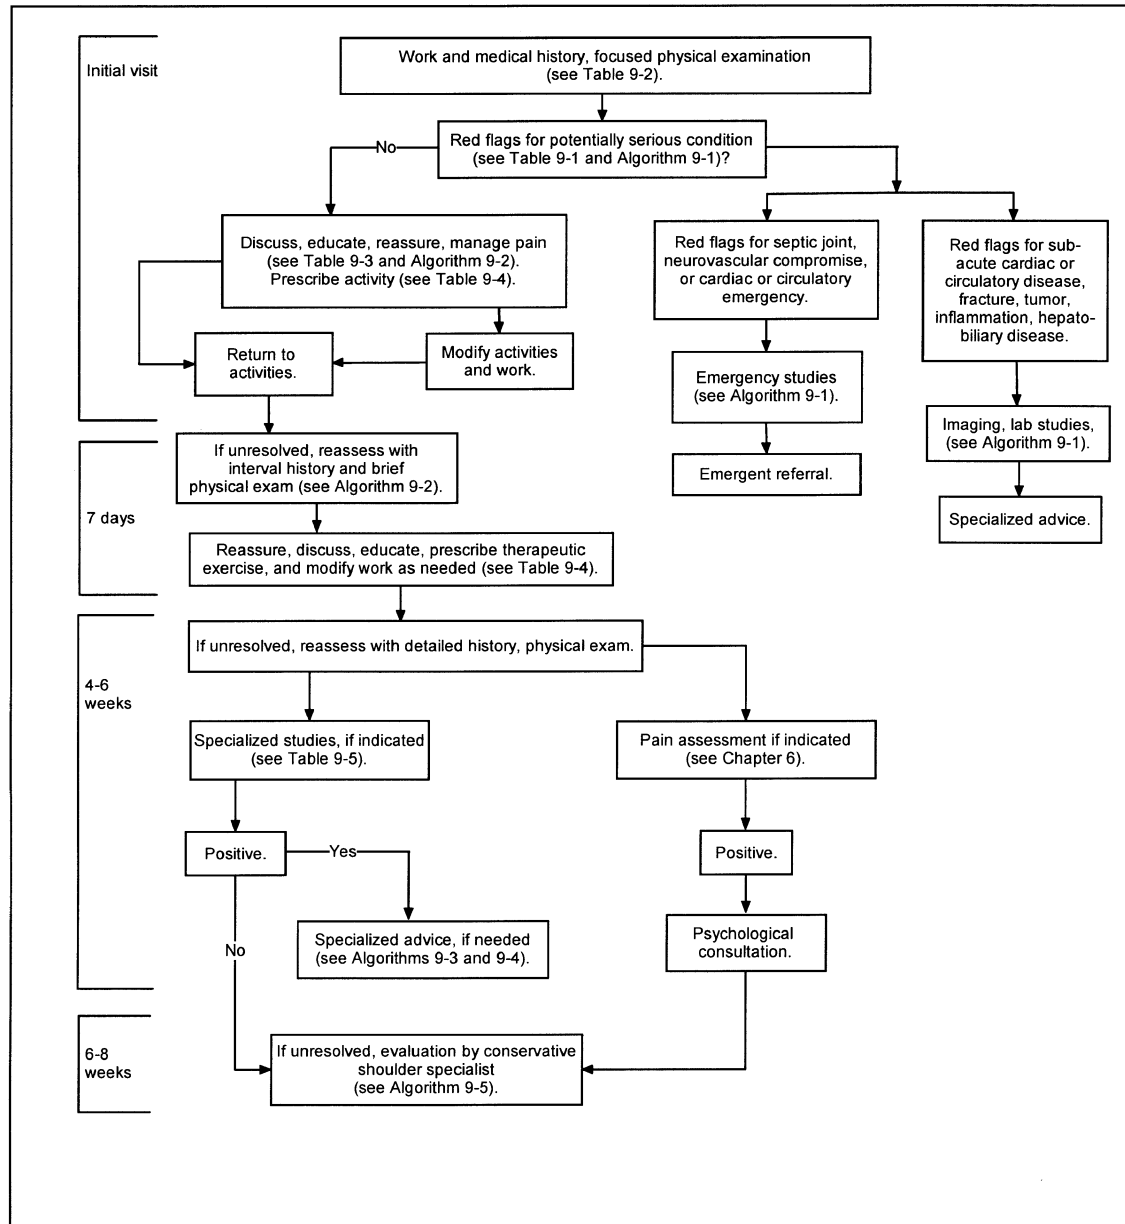 Initial visit
Work and medical history, focused physical examination
(see Table 9-2).
Red flags for potentially serious condition
(see Table 9-1 and Algorithm 9-1)?
No
Discuss, educate, reassure, manage pain
(see Table 9-3 and Algorithm 9-2).
Prescribe activity (see Table 9-4).
Red flags for septic joint,
neurovascular compromise,
or cardiac or circulatory
emergency.
Red flags for sub-
acute cardiac or
circulatory disease,
fracture, tumor,
inflammation, hepato-
biliary disease.
Return to
activities.
Modify activities
and work.
Emergency studies
(see Algorithm 9-1).
Imaging, lab studies,
(see Algorithm 9-1).
Emergent referral.
Specialized advice.
7 days
If unresolved, reassess with
interval history and brief
physical exam (see Algorithm 9-2).
Reassure, discuss, educate, prescribe therapeutic
exercise, and modify work as needed (see Table 9-4).
4-6
weeks
If unresolved, reassess with detailed history, physical exam.
Specialized studies, if indicated
(see Table 9-5).
Pain assessment if indicated
(see Chapter 6).
Positive.
Yes
Positive.
No
Specialized advice, if needed
(see Algorithms 9-3 and 9-4).
Psychological
consultation.
6-8
weeks
If unresolved, evaluation by conservative
shoulder specialist
(see Algorithm 9-5).